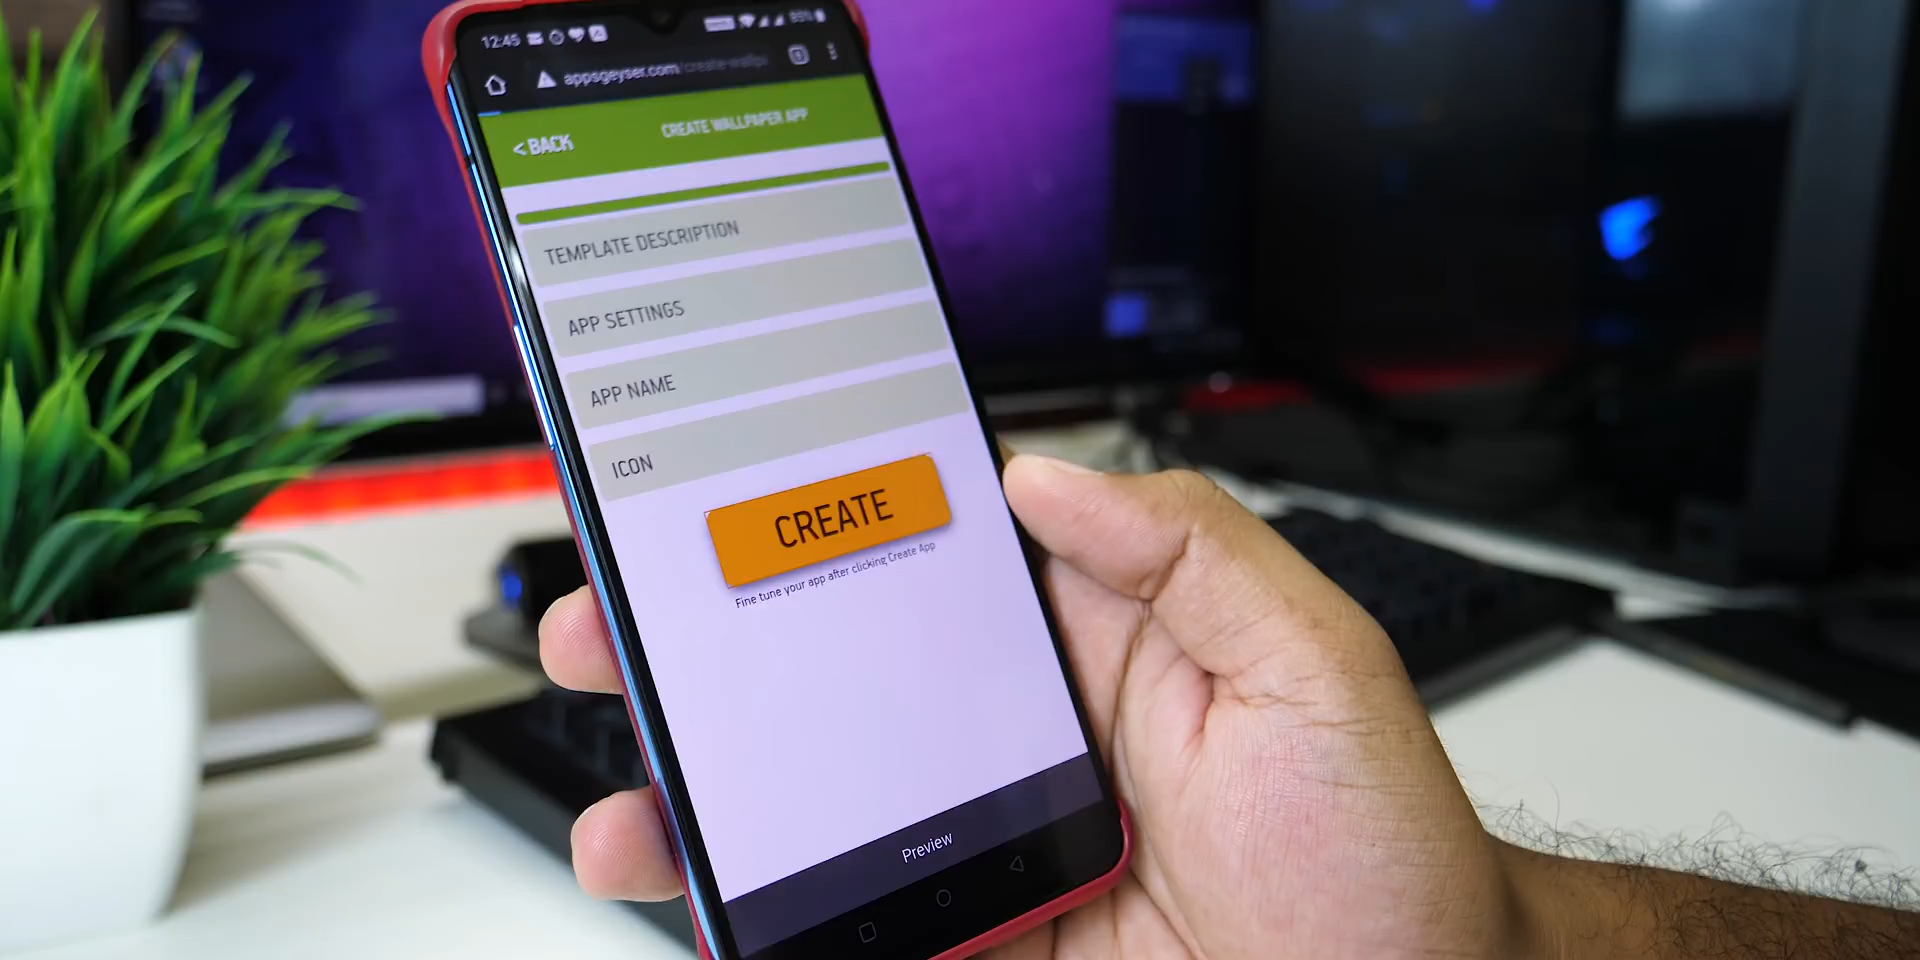 12:45
appsgeyser.com/create-wallp
< BACK
CREATE WALLPAPER APP
TEMPLATE DESCRIPTION
APP SETTINGS
APP NAME
ICON
CREATE
Fine tune your app after clicking Create App
Preview